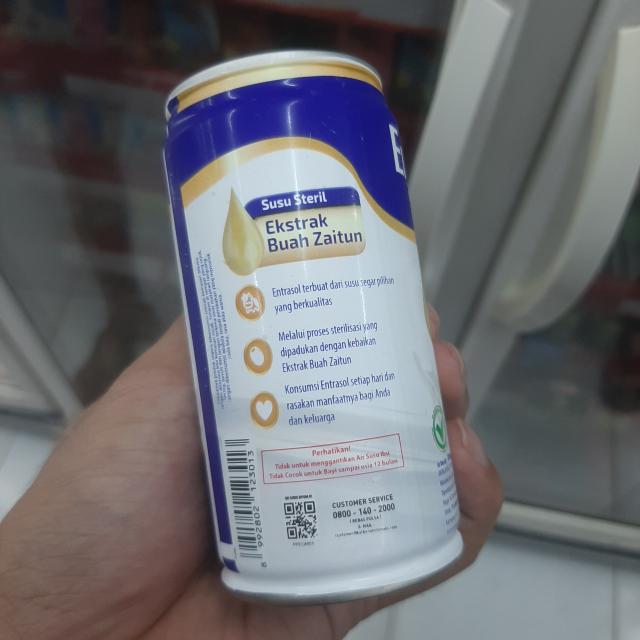 Susu Steril
Ekstrak
Buah Zaitun
Entrasol terbuat dari susu segar pilihan
yang berkualitas
Melalui proses sterilisasi yang
dipadukan dengan kebaikan
Ekstrak Buah Zaitun
Konsumsi Entrasol setiap hari dan
rasakan manfaatnya bagi Anda
dan keluarga
Perhatikan!
Tidak untuk menggantikan Air Susu Ibu
Tidak Cocok untuk Bayi sampai usia 12 bulan
CUSTOMER SERVICE
0800 - 140 - 2000
( BEBAS PULSA )
E-MAIL
8 992802 125013